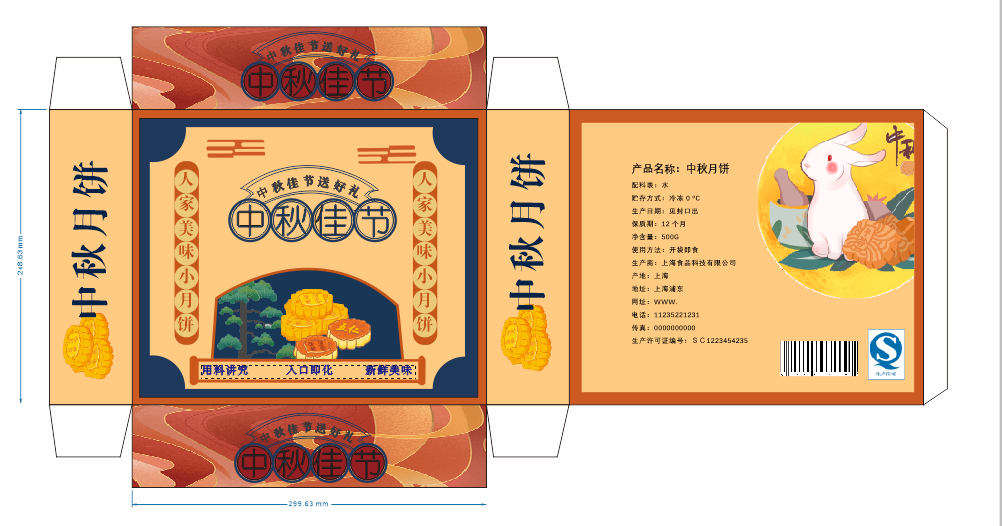 中秋佳节送好礼
中秋佳节
中秋月饼
人家美味小月饼
中秋佳节送好礼
中秋佳节
人家美味小月饼
用料讲究 入口即化 新鲜美味
中秋月饼
中秋佳节送好礼
中秋佳节
产品名称：中秋月饼
配料表：水
贮存方式：冷冻0℃
生产日期：见封口出
保质期：12个月
净含量：500G
使用方法：开袋即食
生产商：上海食品科技有限公司
产地：上海
地址：上海浦东
网址：WWW.
电话：11235221231
传真：0000000000
生产许可证编号：ＳＣ1223454235
中秋
248.63 mm
299.63 mm